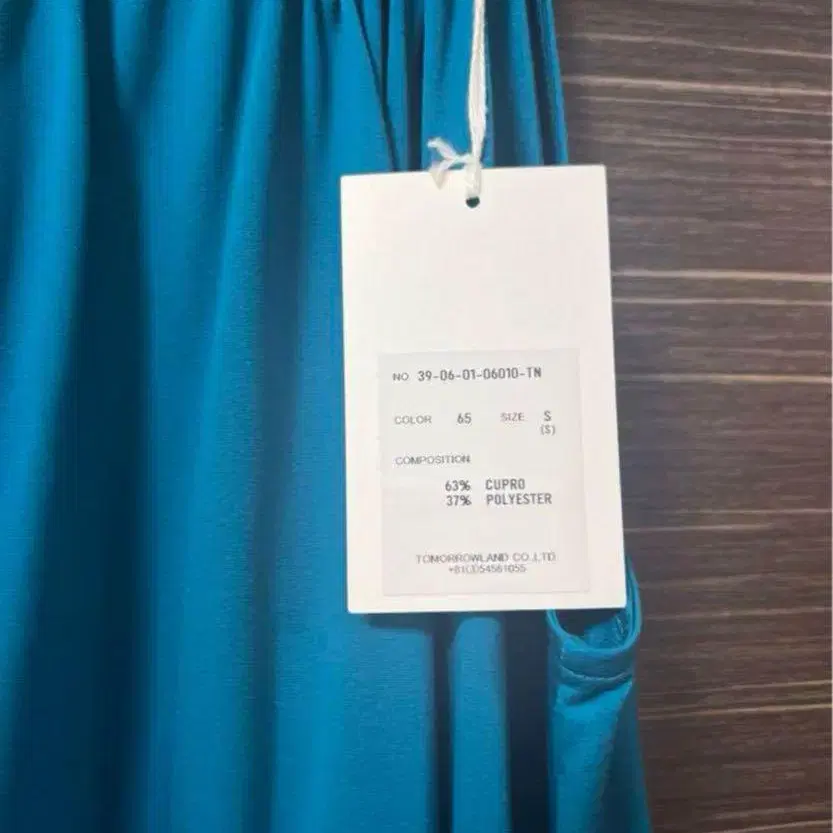 NO. 39-06-01-06010-TN
COLOR 65 SIZE S
(S)
COMPOSITION
63% CUPRO
37% POLYESTER
TOMORROWLAND CO.,LTD.
+81(3)54561055